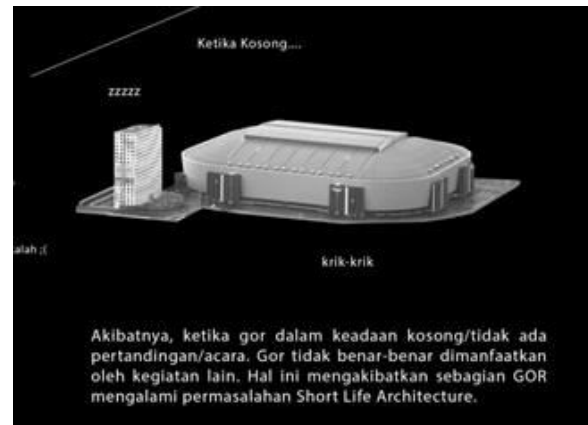 Ketika Kosong....
zzzzz
alah ;(
krik-krik
Akibatnya, ketika gor dalam keadaan kosong/tidak ada
pertandingan/acara. Gor tidak benar-benar dimanfaatkan
oleh kegiatan lain. Hal ini mengakibatkan sebagian GOR
mengalami permasalahan Short Life Architecture.